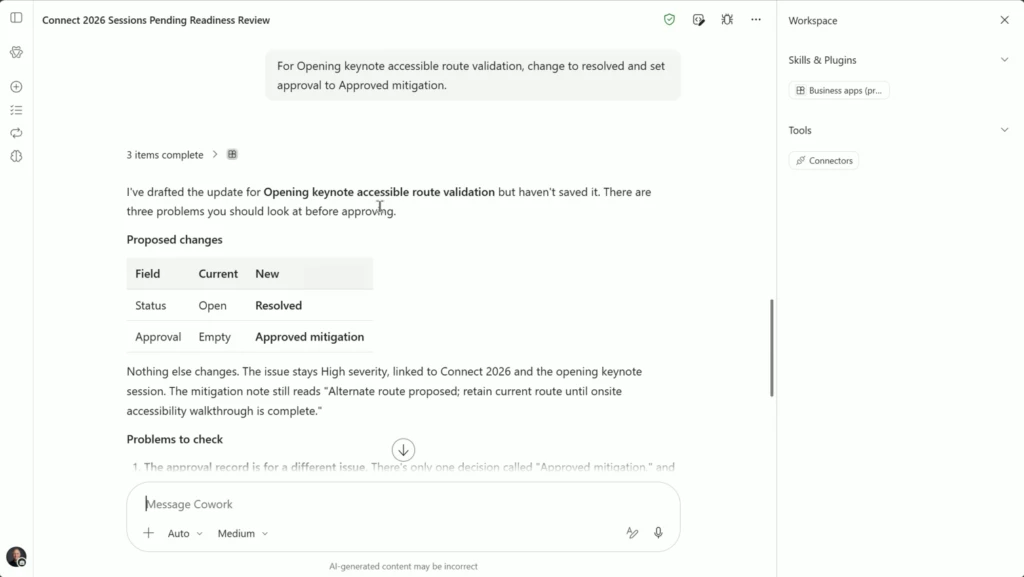 Connect 2026 Sessions Pending Readiness Review
Workspace
Skills & Plugins
Business apps (pr...
Tools
Connectors
For Opening keynote accessible route validation, change to resolved and set
approval to Approved mitigation.
3 items complete
I've drafted the update for Opening keynote accessible route validation but haven't saved it. There are
three problems you should look at before approving.
Proposed changes
Field Current New
Status Open Resolved
Approval Empty Approved mitigation
Nothing else changes. The issue stays High severity, linked to Connect 2026 and the opening keynote
session. The mitigation note still reads "Alternate route proposed; retain current route until onsite
accessibility walkthrough is complete."
Problems to check
1. The approval record is for a different issue. There's only one decision called "Approved mitigation," and
Message Cowork
Auto Medium
AI-generated content may be incorrect